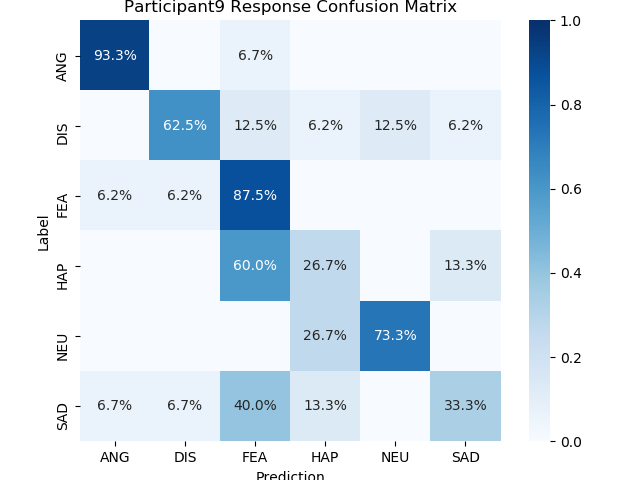 Participant9 Response Confusion Matrix
ANG 93.3% 6.7%
DIS 62.5% 12.5% 6.2% 12.5% 6.2%
FEA 6.2% 6.2% 87.5%
HAP 60.0% 26.7% 13.3%
NEU 26.7% 73.3%
SAD 6.7% 6.7% 40.0% 13.3% 33.3%
Label
ANG DIS FEA HAP NEU SAD
Prediction
1.0
0.8
0.6
0.4
0.2
0.0